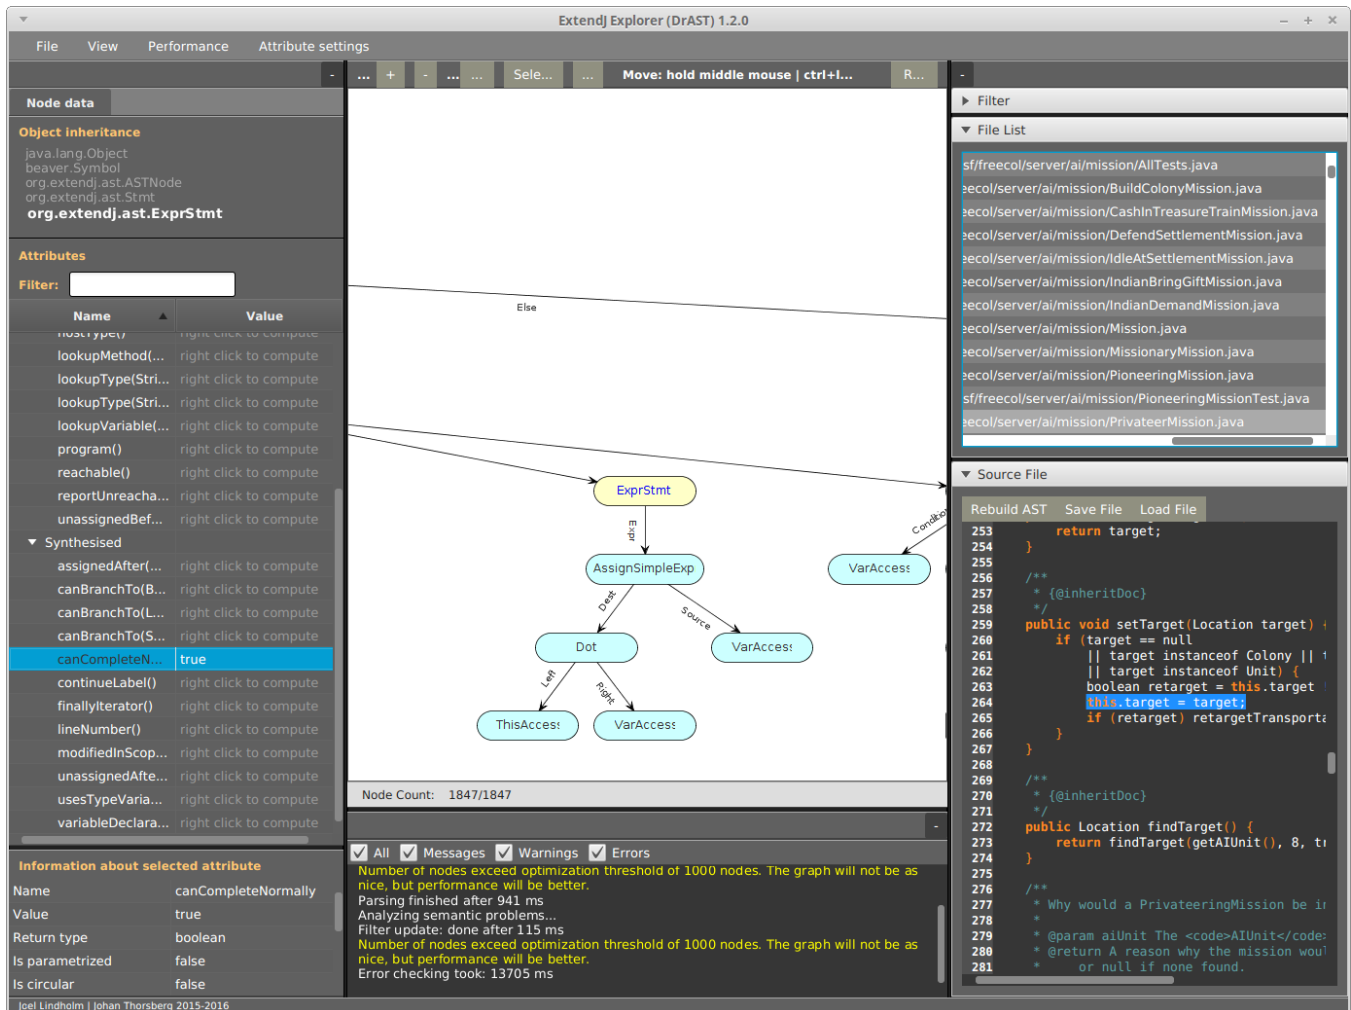 ExtendJ Explorer (DrAST) 1.2.0
File View Performance Attribute settings
-
Node data
Object inheritance
java.lang.Object
beaver.Symbol
org.extendj.ast.ASTNode
org.extendj.ast.Stmt
org.extendj.ast.ExprStmt
Attributes
Filter:
Name Value
hostType() right click to compute
lookupMethod(... right click to compute
lookupType(Stri... right click to compute
lookupType(Stri... right click to compute
lookupVariable(... right click to compute
program() right click to compute
reachable() right click to compute
reportUnreacha... right click to compute
unassignedBef... right click to compute
Synthesised
assignedAfter(... right click to compute
canBranchTo(B... right click to compute
canBranchTo(L... right click to compute
canBranchTo(S... right click to compute
canCompleteN... true
continueLabel() right click to compute
finallyIterator() right click to compute
lineNumber() right click to compute
modifiedInScop... right click to compute
unassignedAfte... right click to compute
usesTypeVaria... right click to compute
variableDeclara... right click to compute
Information about selected attribute
Name canCompleteNormally
Value true
Return type boolean
Is parametrized false
Is circular false
Joel Lindholm | Johan Thorsberg 2015-2016
... + - ... ... Sele... ... Move: hold middle mouse | ctrl+l... R...
Else
ExprStmt
Expr
Conditio
AssignSimpleExp
VarAccess
Dest
Source
Dot
VarAccess
Left
Right
ThisAccess
VarAccess
Node Count: 1847/1847
-
All Messages Warnings Errors
Number of nodes exceed optimization threshold of 1000 nodes. The graph will not be as
nice, but performance will be better.
Parsing finished after 941 ms
Analyzing semantic problems...
Filter update: done after 115 ms
Number of nodes exceed optimization threshold of 1000 nodes. The graph will not be as
nice, but performance will be better.
Error checking took: 13705 ms
-
Filter
File List
sf/freecol/server/ai/mission/AllTests.java
eecol/server/ai/mission/BuildColonyMission.java
eecol/server/ai/mission/CashInTreasureTrainMission.java
eecol/server/ai/mission/DefendSettlementMission.java
eecol/server/ai/mission/IdleAtSettlementMission.java
eecol/server/ai/mission/IndianBringGiftMission.java
eecol/server/ai/mission/IndianDemandMission.java
eecol/server/ai/mission/Mission.java
eecol/server/ai/mission/MissionaryMission.java
eecol/server/ai/mission/PioneeringMission.java
sf/freecol/server/ai/mission/PioneeringMissionTest.java
eecol/server/ai/mission/PrivateerMission.java
Source File
Rebuild AST Save File Load File
253 return target;
254 }
255
256 /**
257 * {@inheritDoc}
258 */
259 public void setTarget(Location target) {
260 if (target == null
261 || target instanceof Colony || t
262 || target instanceof Unit) {
263 boolean retarget = this.target
264 this.target = target;
265 if (retarget) retargetTransporta
266 }
267 }
268
269 /**
270 * {@inheritDoc}
271 */
272 public Location findTarget() {
273 return findTarget(getAIUnit(), 8, tr
274 }
275
276 /**
277 * Why would a PrivateeringMission be in
278 *
279 * @param aiUnit The <code>AIUnit</code>
280 * @return A reason why the mission woul
281 * or null if none found.